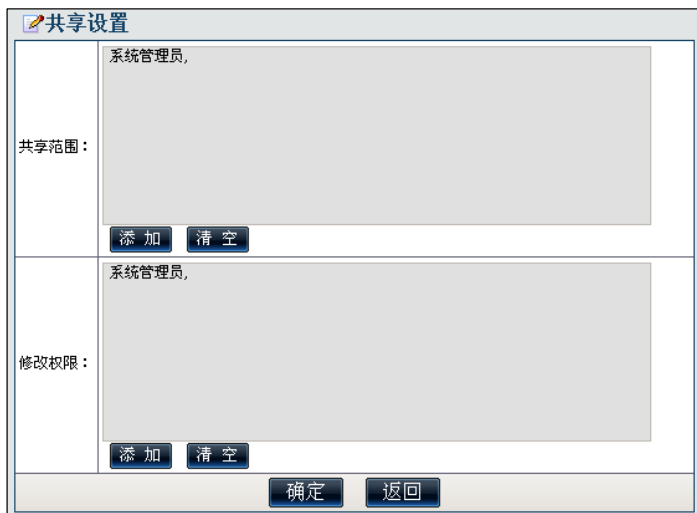 共享设置
系统管理员,
共享范围：
添 加 清 空
系统管理员,
修改权限：
添 加 清 空
确定 返回